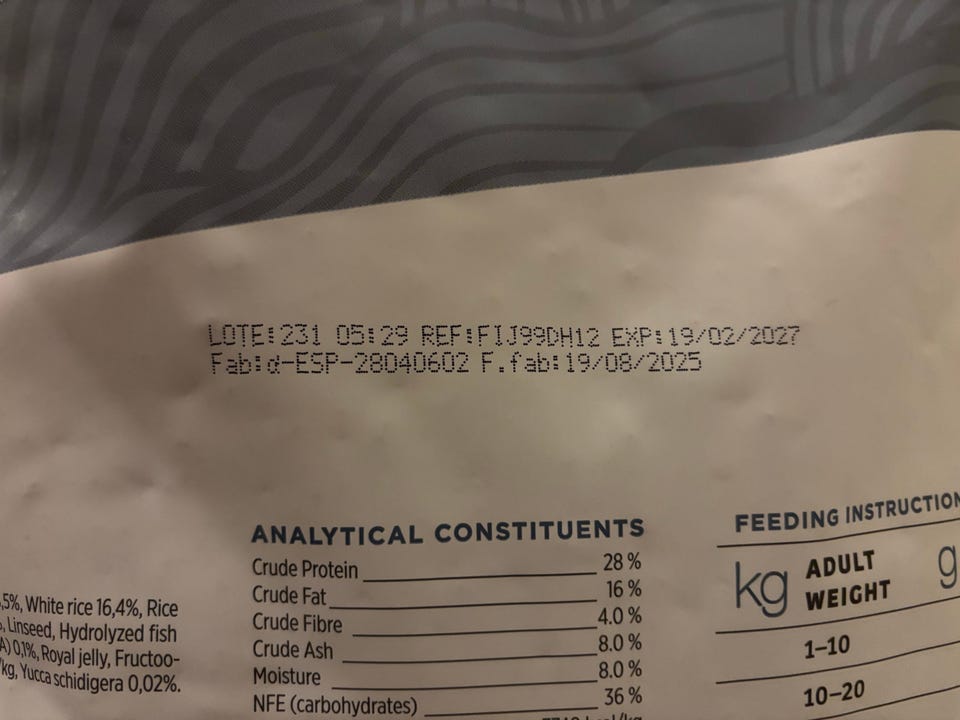 LOTE:231 05:29 REF:FIJ99DH12 EXP:19/02/2027
Fab:α-ESP-28040602 F.fab:19/08/2025
ANALYTICAL CONSTITUENTS
Crude Protein 28 %
Crude Fat 16 %
Crude Fibre 4.0 %
Crude Ash 8.0 %
Moisture 8.0 %
NFE (carbohydrates) 36 %
,5%, White rice 16,4%, Rice
, Linseed, Hydrolyzed fish
A) 0,1%, Royal jelly, Fructoo-
/kg, Yucca schidigera 0,02%.
FEEDING INSTRUCTION
kg ADULT WEIGHT g
1–10
10–20